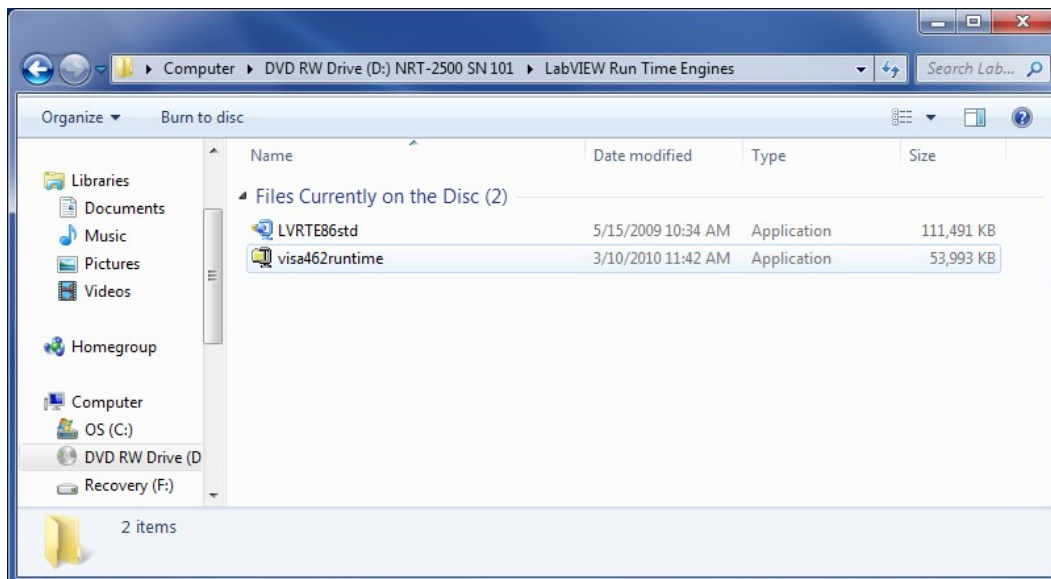 Computer ▸ DVD RW Drive (D:) NRT-2500 SN 101 ▸ LabVIEW Run Time Engines
Search Lab...
Organize Burn to disc
Name Date modified Type Size
Libraries
Documents
Music
Pictures
Videos
Homegroup
Computer
OS (C:)
DVD RW Drive (D
Recovery (F:)
Files Currently on the Disc (2)
LVRTE86std 5/15/2009 10:34 AM Application 111,491 KB
visa462runtime 3/10/2010 11:42 AM Application 53,993 KB
2 items